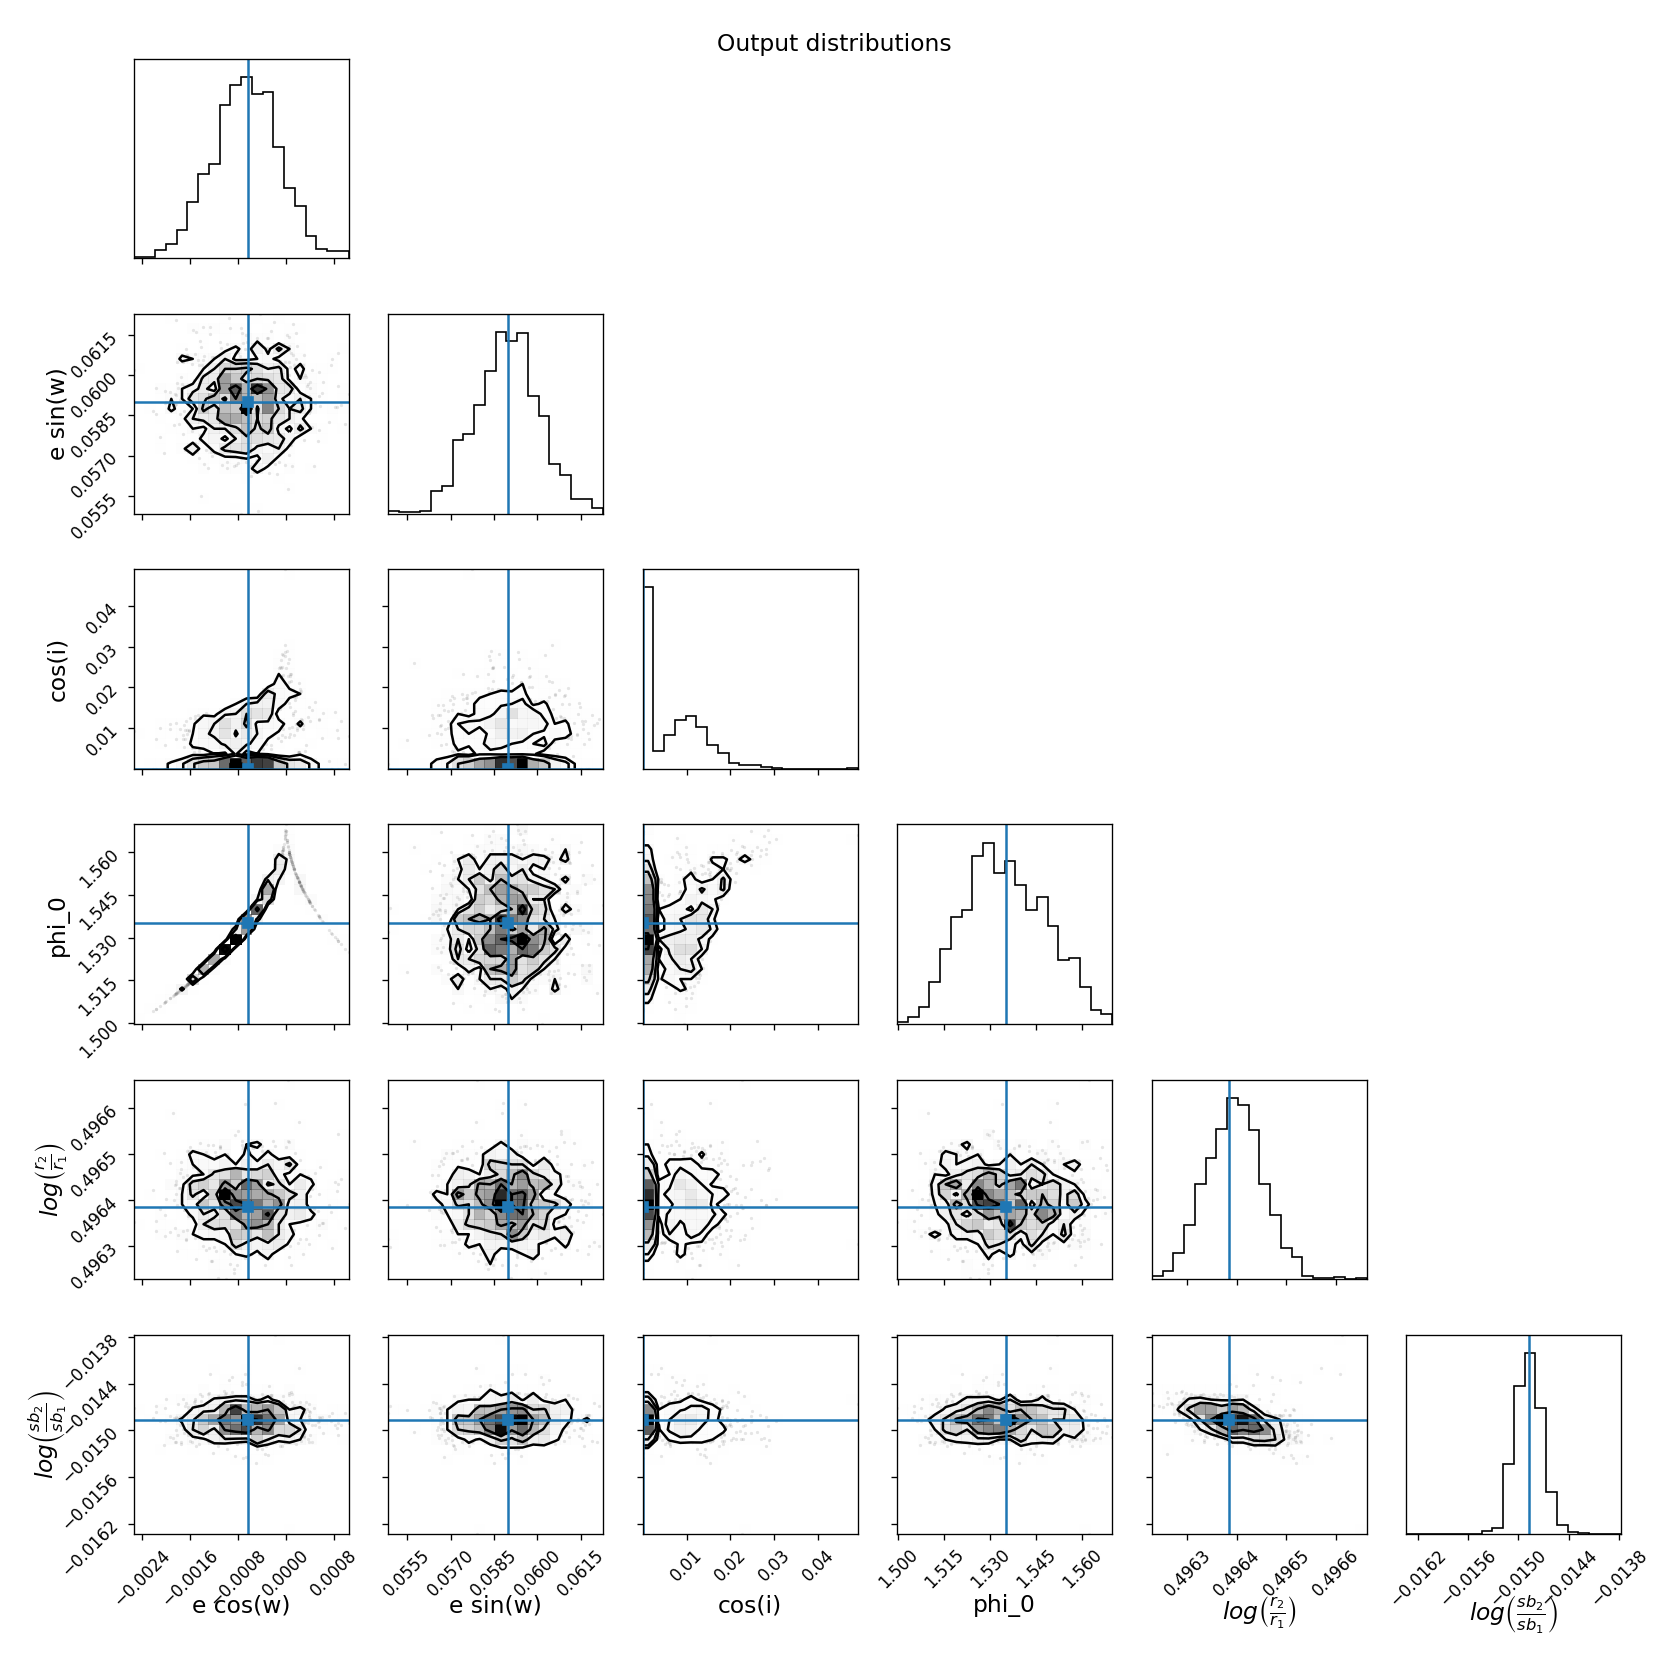 Output distributions
e sin(w)
0.0615
0.0600
0.0585
0.0570
0.0555
cos(i)
0.04
0.03
0.02
0.01
phi_0
1.560
1.545
1.530
1.515
1.500
log(r₂/r₁)
0.4966
0.4965
0.4964
0.4963
log(sb₂/sb₁)
−0.0138
−0.0144
−0.0150
−0.0156
−0.0162
−0.0024 −0.0016 −0.0008 0.0000 0.0008
0.0555 0.0570 0.0585 0.0600 0.0615
0.01 0.02 0.03 0.04
1.500 1.515 1.530 1.545 1.560
0.4963 0.4964 0.4965 0.4966
−0.0162 −0.0156 −0.0150 −0.0144 −0.0138
e cos(w) e sin(w) cos(i) phi_0 log(r₂/r₁) log(sb₂/sb₁)